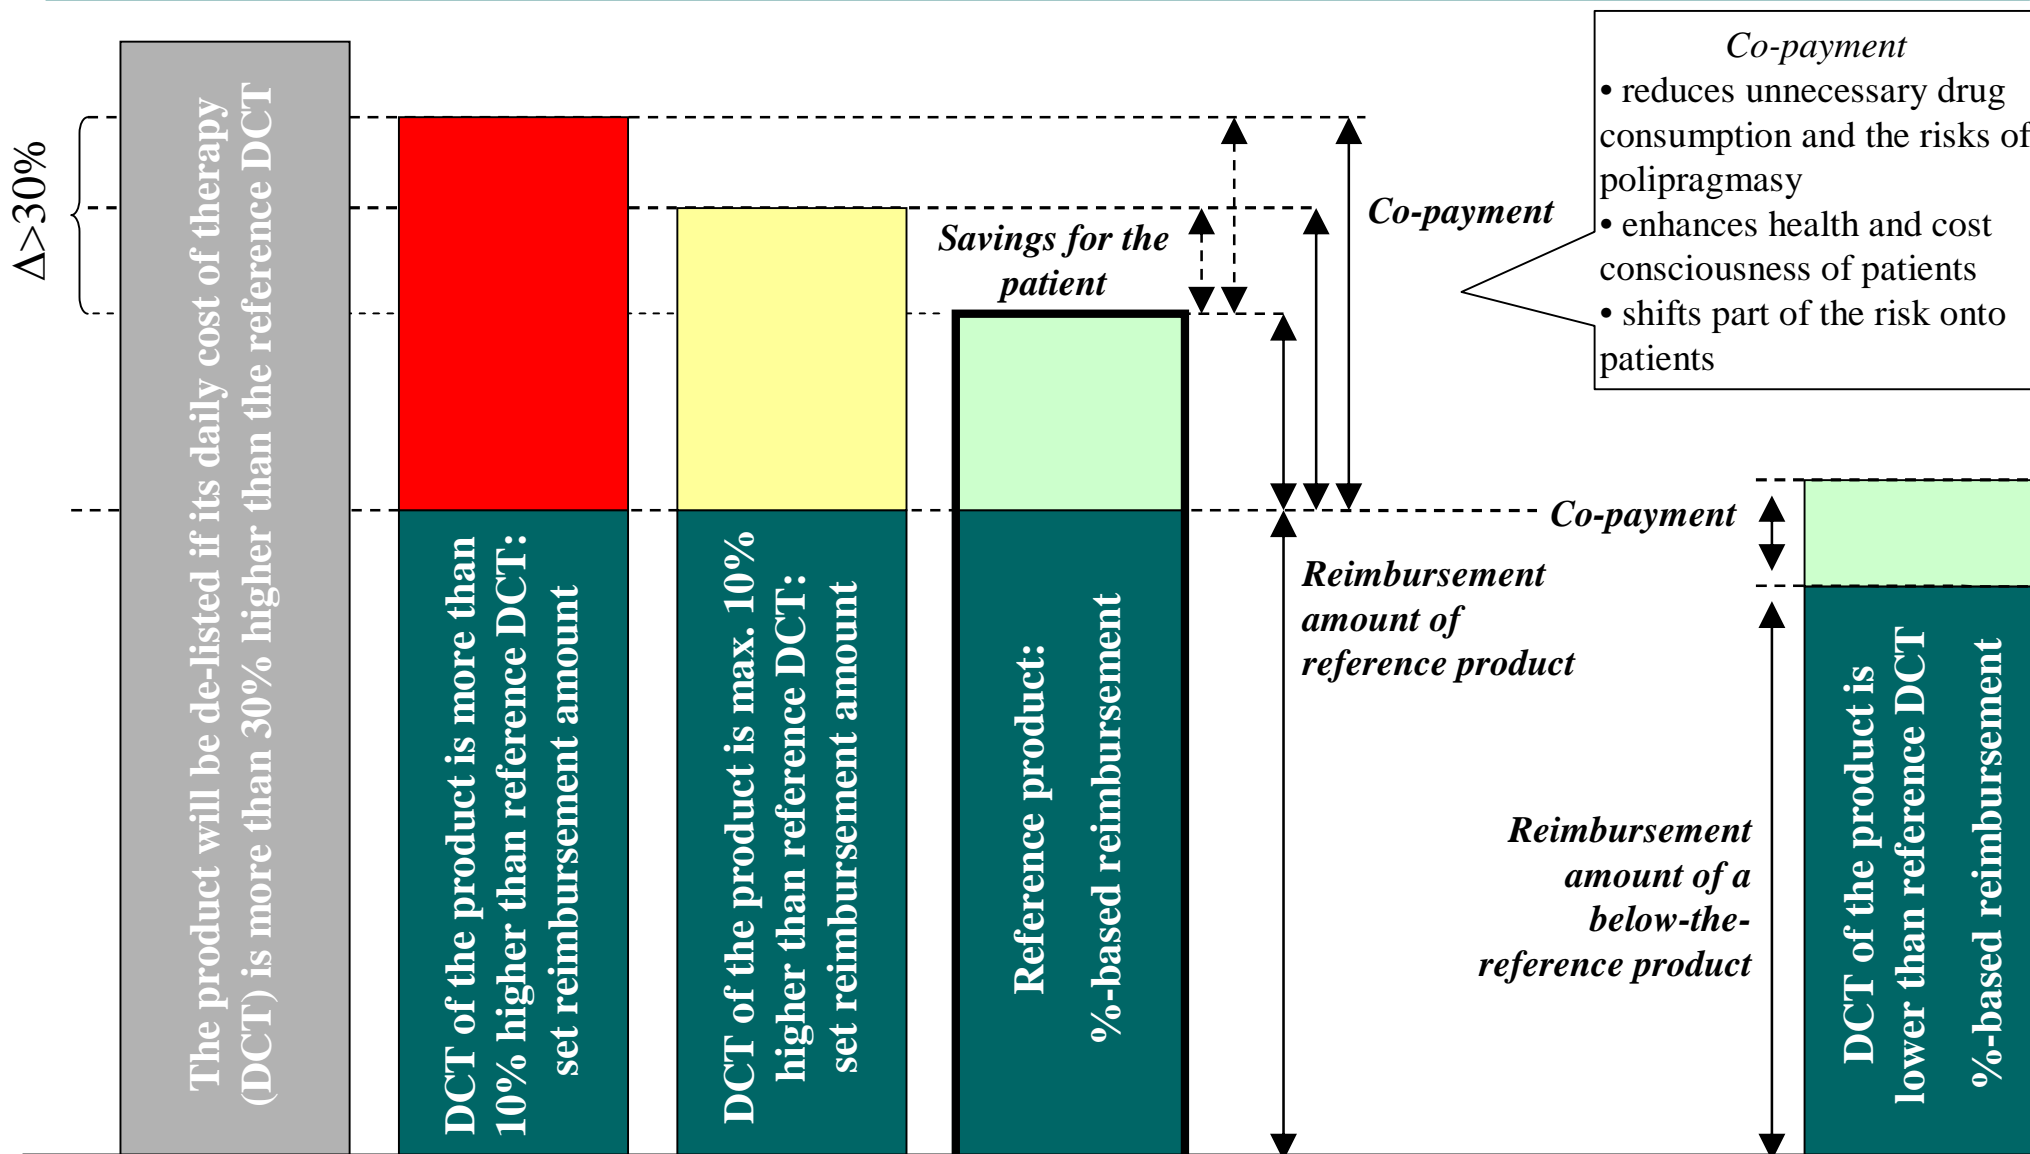 Δ>30%
The product will be de-listed if its daily cost of therapy
(DCT) is more than 30% higher than the reference DCT
DCT of the product is more than
10% higher than reference DCT:
set reimbursement amount
DCT of the product is max. 10%
higher than reference DCT:
set reimbursement amount
Savings for the
patient
Reference product:
%-based reimbursement
Co-payment
Co-payment
• reduces unnecessary drug
consumption and the risks of
polipragmasy
• enhances health and cost
consciousness of patients
• shifts part of the risk onto
patients
Co-payment
Reimbursement
amount of
reference product
Reimbursement
amount of a
below-the-
reference product
DCT of the product is
lower than reference DCT
%-based reimbursement